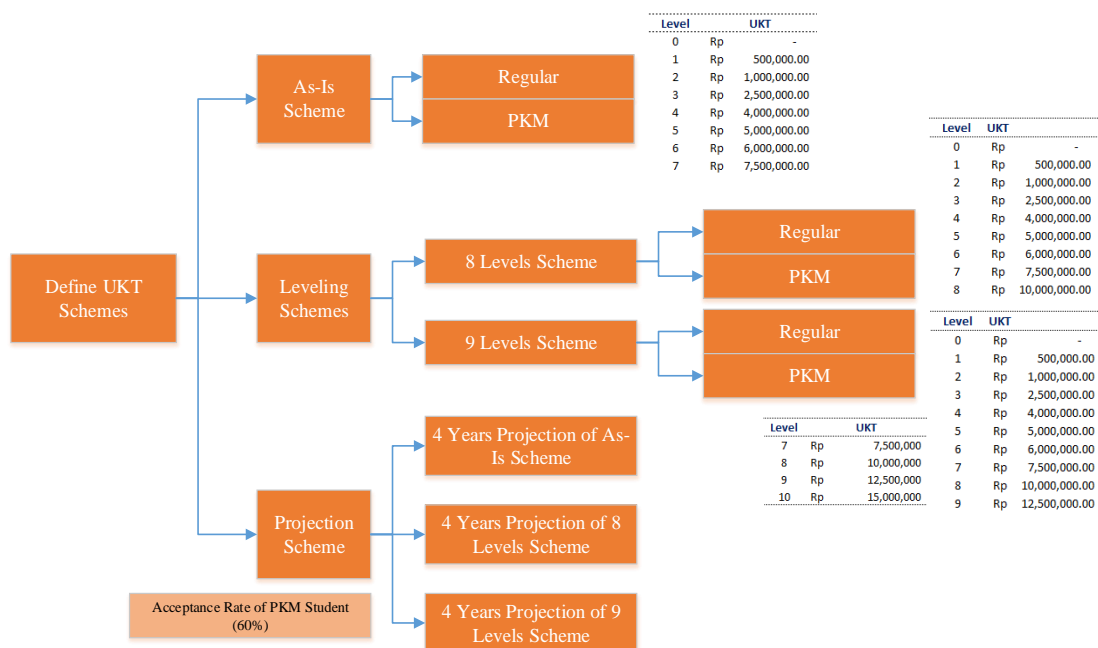 Level UKT
0 Rp -
1 Rp 500,000.00
2 Rp 1,000,000.00
3 Rp 2,500,000.00
4 Rp 4,000,000.00
5 Rp 5,000,000.00
6 Rp 6,000,000.00
7 Rp 7,500,000.00
As-Is
Scheme
Regular
PKM
Level UKT
0 Rp -
1 Rp 500,000.00
2 Rp 1,000,000.00
3 Rp 2,500,000.00
4 Rp 4,000,000.00
5 Rp 5,000,000.00
6 Rp 6,000,000.00
7 Rp 7,500,000.00
8 Rp 10,000,000.00
Define UKT
Schemes
Leveling
Schemes
8 Levels Scheme
Regular
PKM
9 Levels Scheme
Regular
PKM
Level UKT
0 Rp -
1 Rp 500,000.00
2 Rp 1,000,000.00
3 Rp 2,500,000.00
4 Rp 4,000,000.00
5 Rp 5,000,000.00
6 Rp 6,000,000.00
7 Rp 7,500,000.00
8 Rp 10,000,000.00
9 Rp 12,500,000.00
Level UKT
7 Rp 7,500,000
8 Rp 10,000,000
9 Rp 12,500,000
10 Rp 15,000,000
Projection
Scheme
4 Years Projection of As-
Is Scheme
4 Years Projection of 8
Levels Scheme
4 Years Projection of 9
Levels Scheme
Acceptance Rate of PKM Student
(60%)